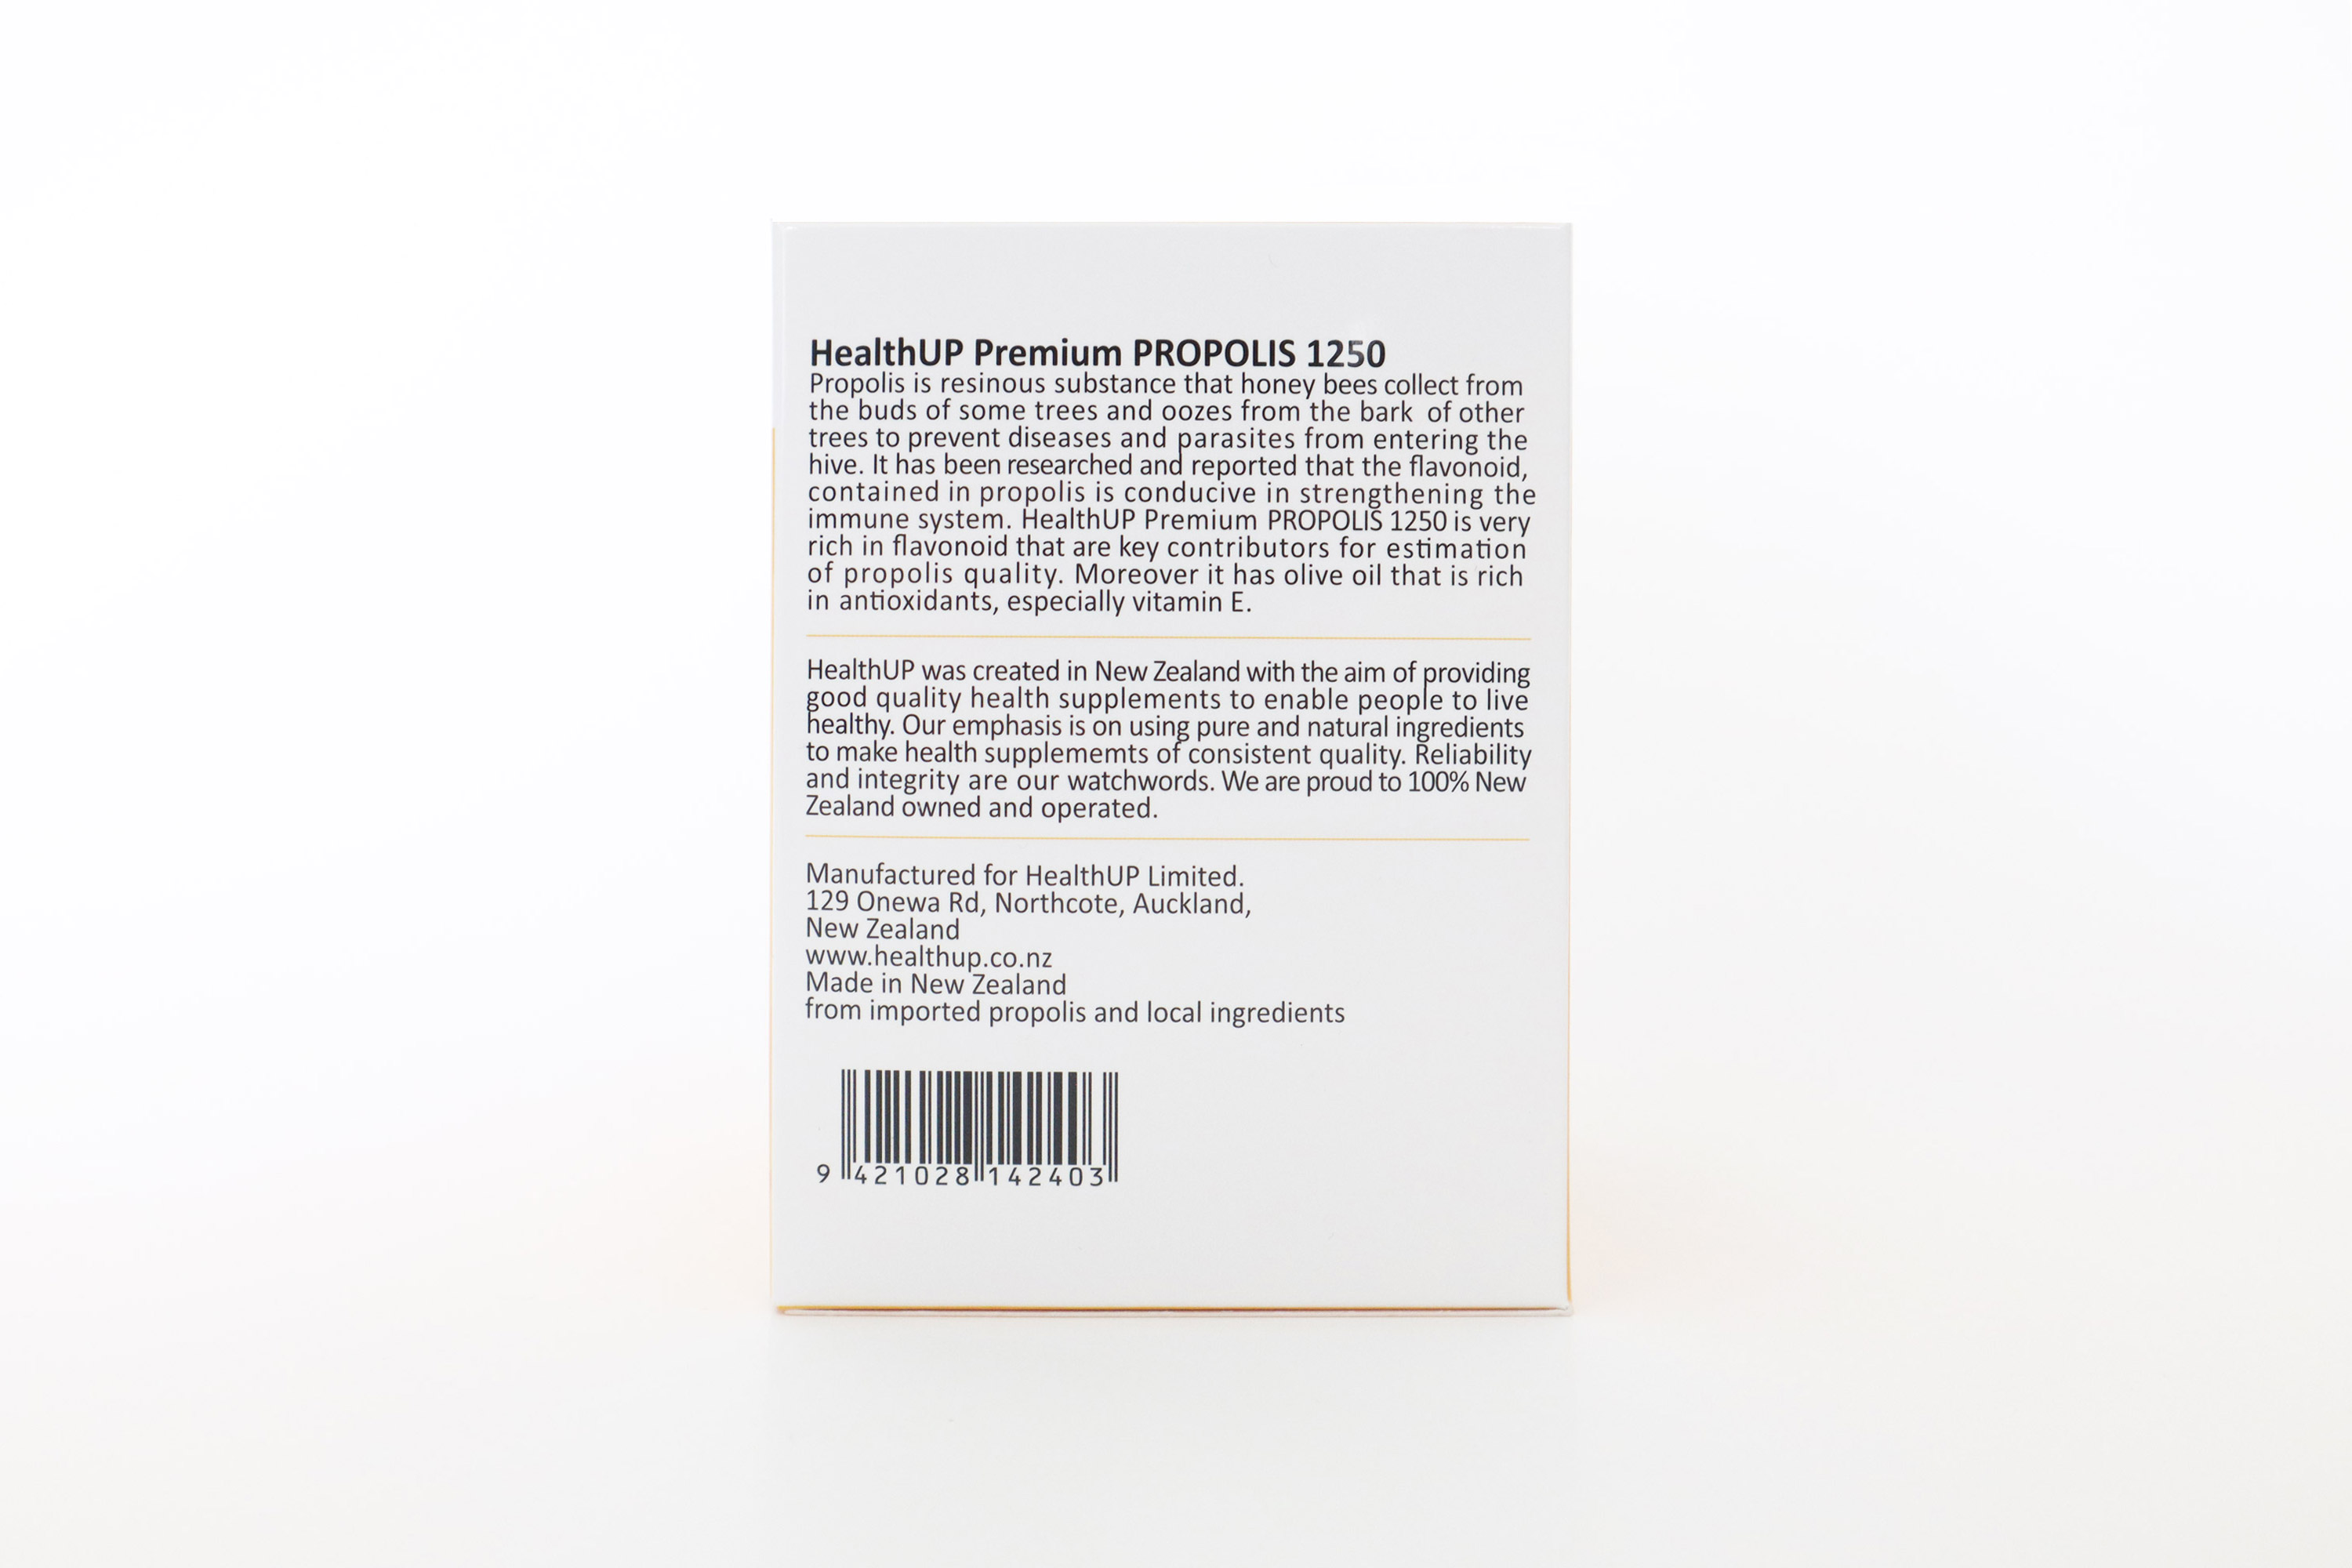 HealthUP Premium PROPOLIS 1250
Propolis is resinous substance that honey bees collect from
the buds of some trees and oozes from the bark of other
trees to prevent diseases and parasites from entering the
hive. It has been researched and reported that the flavonoid,
contained in propolis is conducive in strengthening the
immune system. HealthUP Premium PROPOLIS 1250 is very
rich in flavonoid that are key contributors for estimation
of propolis quality. Moreover it has olive oil that is rich
in antioxidants, especially vitamin E.
HealthUP was created in New Zealand with the aim of providing
good quality health supplements to enable people to live
healthy. Our emphasis is on using pure and natural ingredients
to make health supplememts of consistent quality. Reliability
and integrity are our watchwords. We are proud to 100% New
Zealand owned and operated.
Manufactured for HealthUP Limited.
129 Onewa Rd, Northcote, Auckland,
New Zealand
www.healthup.co.nz
Made in New Zealand
from imported propolis and local ingredients
9 421028 142403